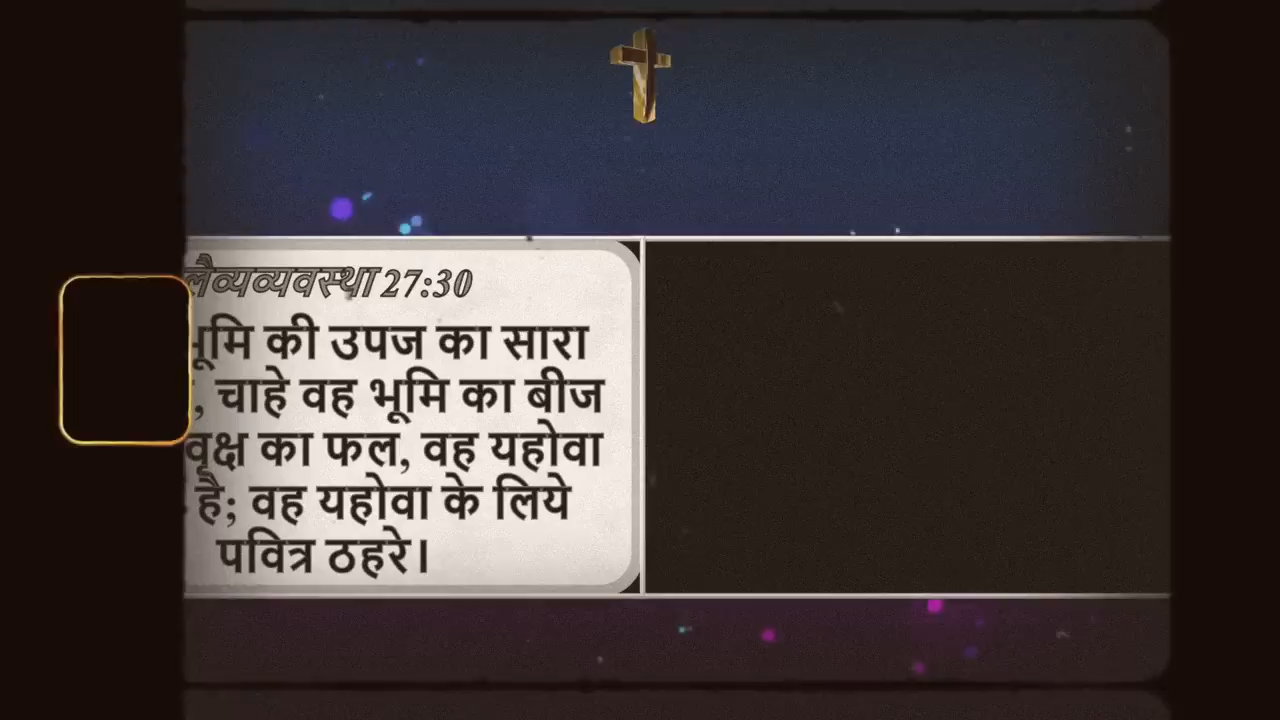 लैव्यव्यवस्था 27:30
भूमि की उपज का सारा
, चाहे वह भूमि का बीज
वृक्ष का फल, वह यहोवा
है; वह यहोवा के लिये
पवित्र ठहरे।